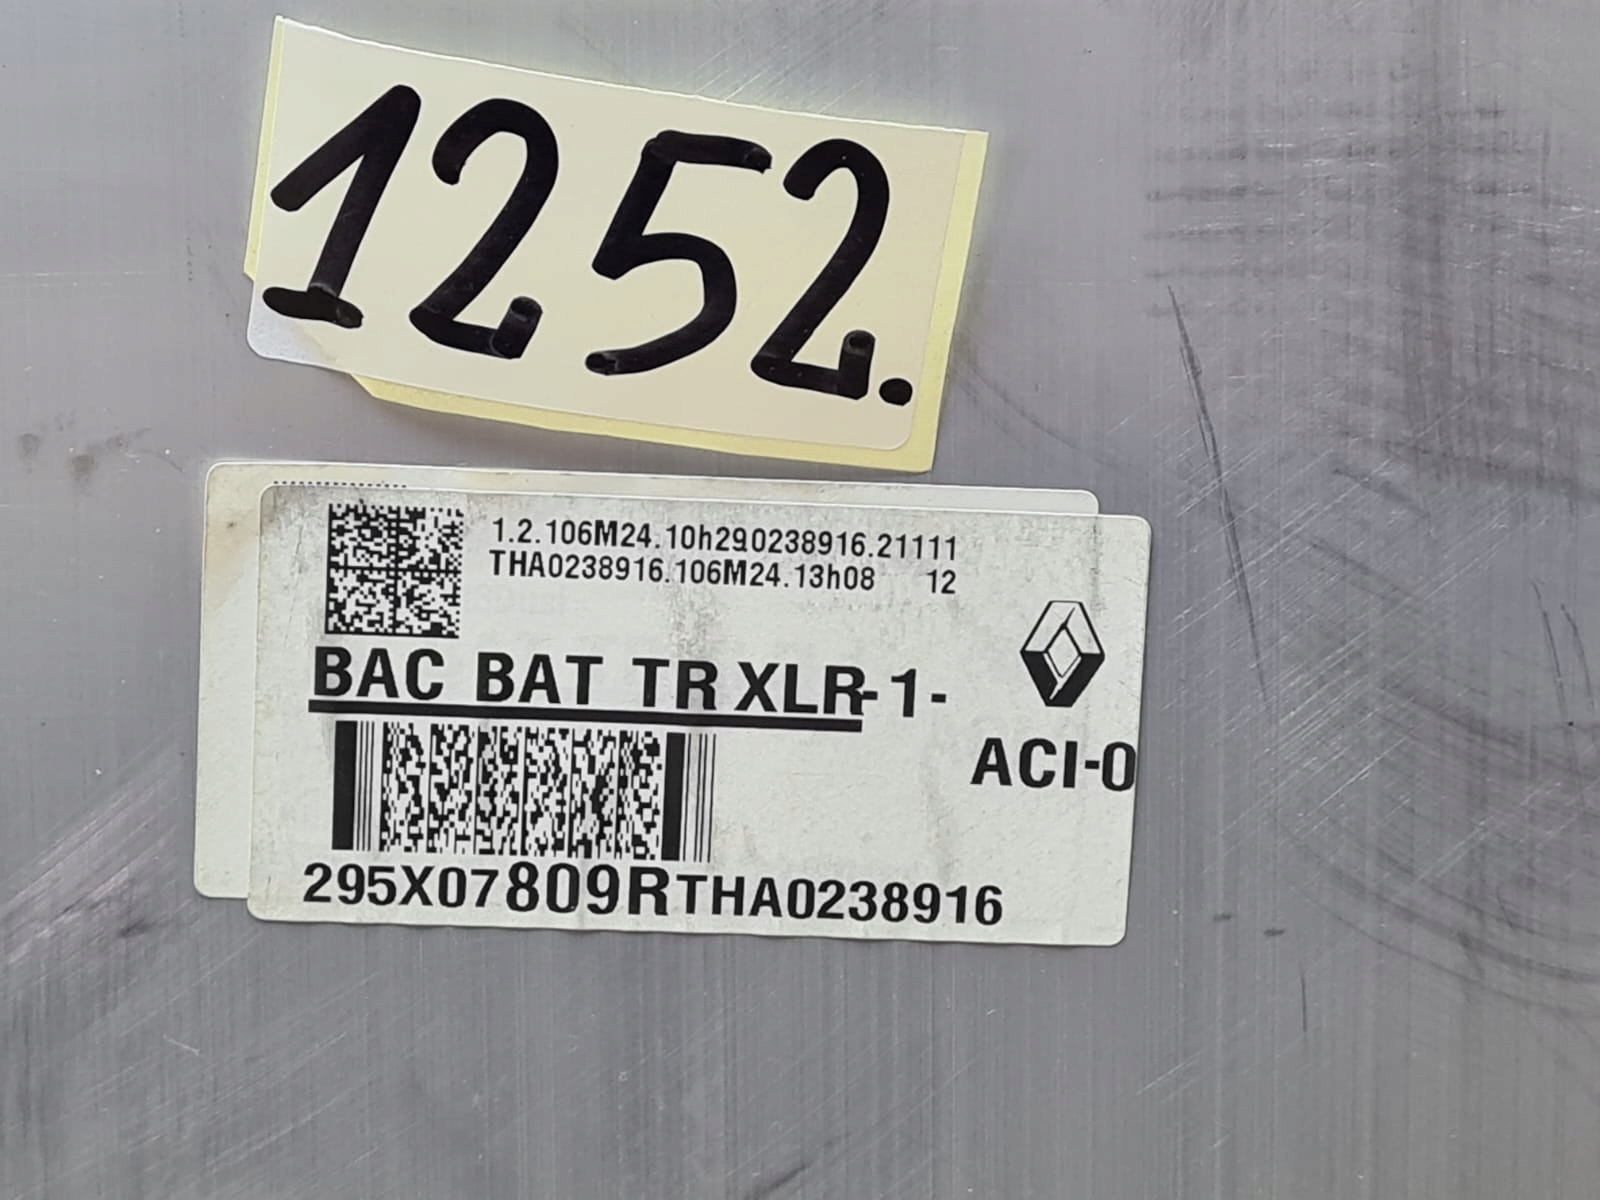 1252.
1.2.106M24.10h290238916.21111
THA0238916.106M24.13h08 12
BAC BAT TR XLR-1-
ACI-0
295X07809RTHA0238916